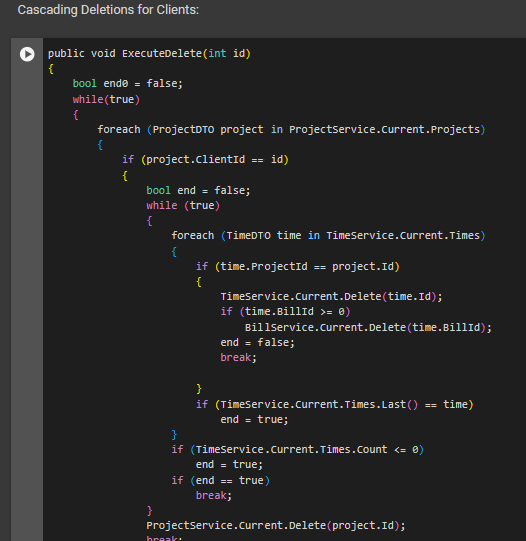 Cascading Deletions for Clients:
public void ExecuteDelete(int id)
{
bool end0 = false;
while(true)
{
foreach (ProjectDTO project in ProjectService.Current.Projects)
{
if (project.ClientId == id)
{
bool end = false;
while (true)
{
foreach (TimeDTO time in TimeService.Current.Times)
{
if (time.ProjectId == project.Id)
{
TimeService.Current.Delete(time.Id);
if (time.BillId >= 0)
BillService.Current.Delete(time.BillId);
end = false;
break;
}
if (TimeService.Current.Times.Last() == time)
end = true;
}
if (TimeService.Current.Times.Count <= 0)
end = true;
if (end == true)
break;
}
ProjectService.Current.Delete(project.Id);
break;